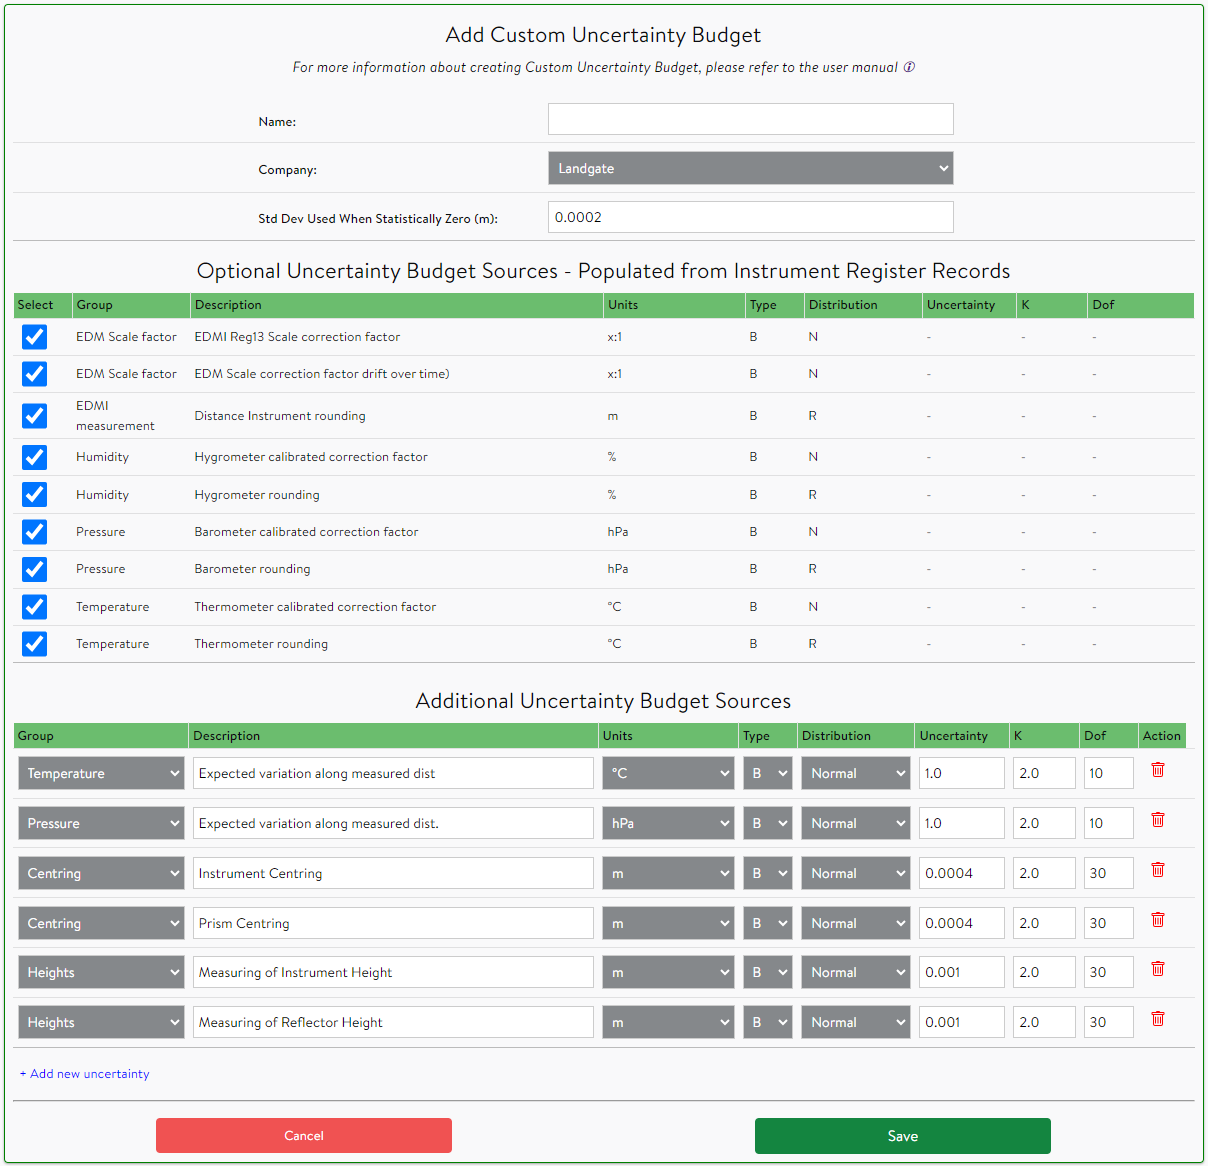 Add Custom Uncertainty Budget
For more information about creating Custom Uncertainty Budget, please refer to the user manual
Name:
Company: Landgate
Std Dev Used When Statistically Zero (m): 0.0002
Optional Uncertainty Budget Sources - Populated from Instrument Register Records
Select Group Description Units Type Distribution Uncertainty K Dof
EDM Scale factor EDMI Reg13 Scale correction factor x:1 B N - - -
EDM Scale factor EDM Scale correction factor drift over time) x:1 B N - - -
EDMI
measurement Distance Instrument rounding m B R - - -
Humidity Hygrometer calibrated correction factor % B N - - -
Humidity Hygrometer rounding % B R - - -
Pressure Barometer calibrated correction factor hPa B N - - -
Pressure Barometer rounding hPa B R - - -
Temperature Thermometer calibrated correction factor °C B N - - -
Temperature Thermometer rounding °C B R - - -
Additional Uncertainty Budget Sources
Group Description Units Type Distribution Uncertainty K Dof Action
Temperature Expected variation along measured dist °C B Normal 1.0 2.0 10
Pressure Expected variation along measured dist. hPa B Normal 1.0 2.0 10
Centring Instrument Centring m B Normal 0.0004 2.0 30
Centring Prism Centring m B Normal 0.0004 2.0 30
Heights Measuring of Instrument Height m B Normal 0.001 2.0 30
Heights Measuring of Reflector Height m B Normal 0.001 2.0 30
+ Add new uncertainty
Cancel Save